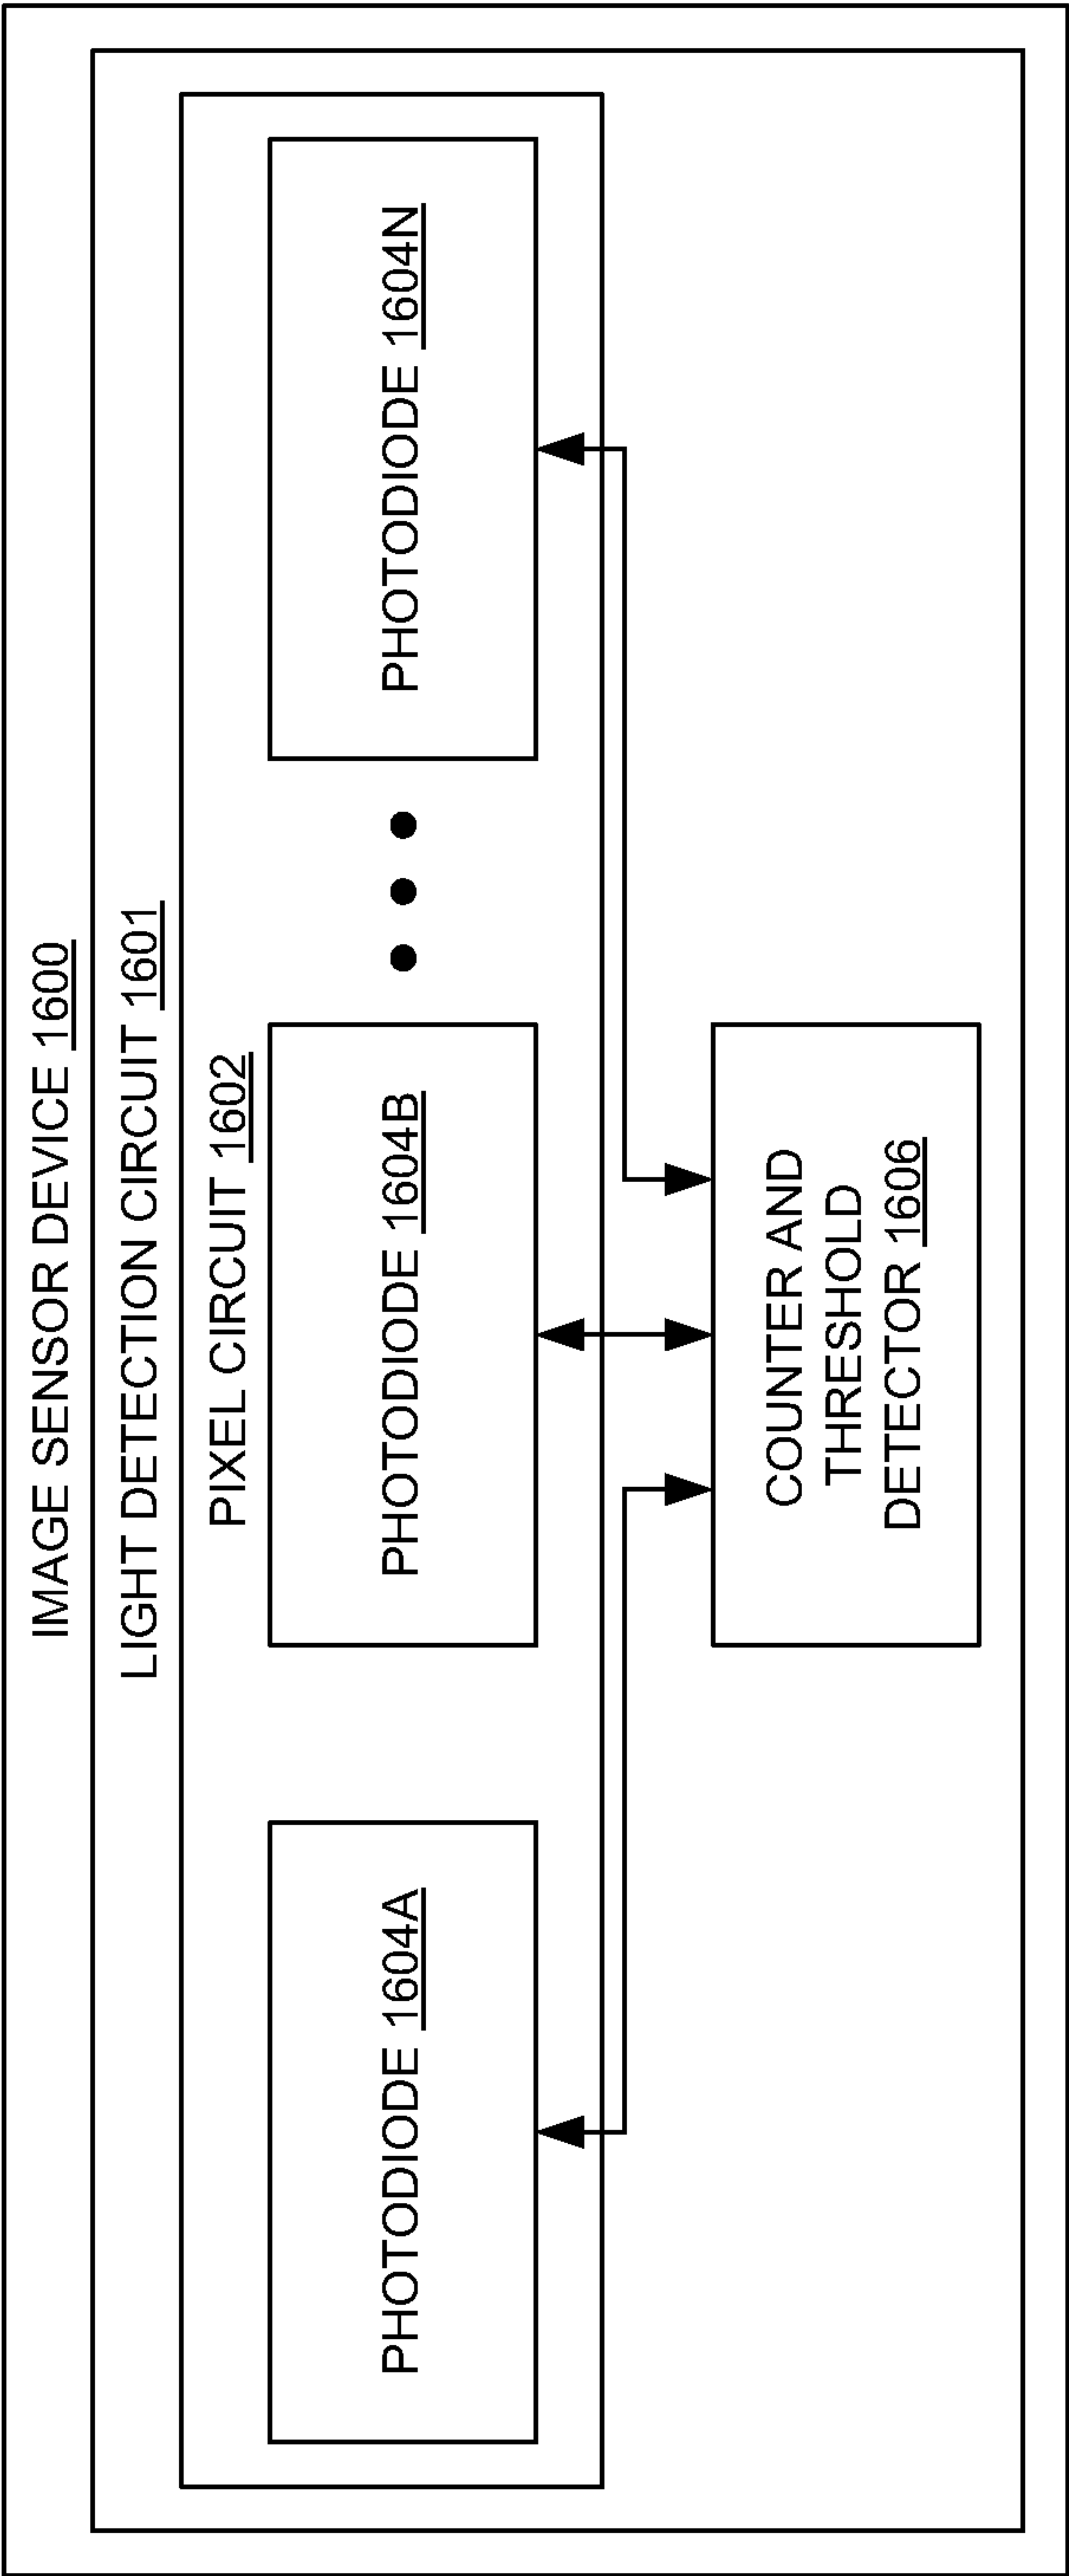 IMAGE SENSOR DEVICE 1600
LIGHT DETECTION CIRCUIT 1601
PIXEL CIRCUIT 1602
PHOTODIODE 1604A
PHOTODIODE 1604B
PHOTODIODE 1604N
COUNTER AND
THRESHOLD
DETECTOR 1606